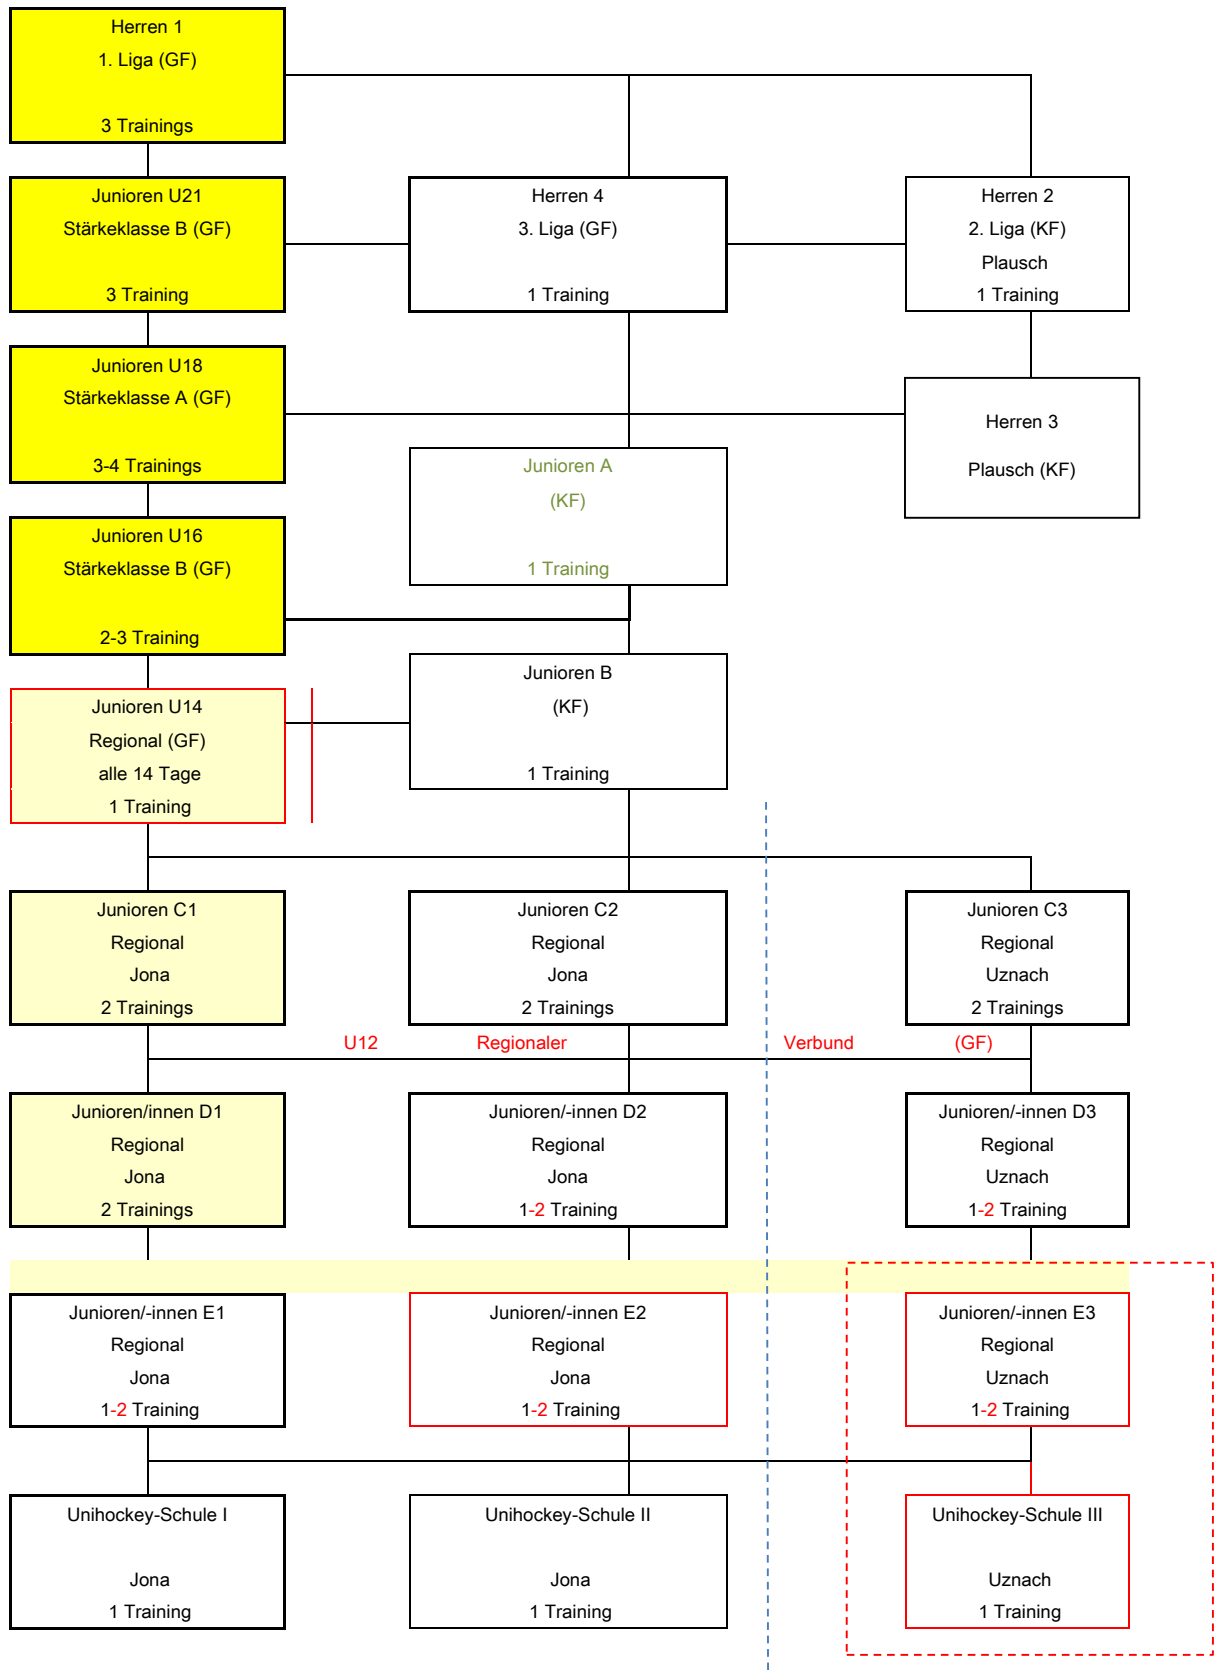 Herren 1
1. Liga (GF)
3 Trainings
Junioren U21
Stärkeklasse B (GF)
3 Training
Herren 4
3. Liga (GF)
1 Training
Herren 2
2. Liga (KF)
Plausch
1 Training
Junioren U18
Stärkeklasse A (GF)
3-4 Trainings
Herren 3
Plausch (KF)
Junioren A
(KF)
1 Training
Junioren U16
Stärkeklasse B (GF)
2-3 Training
Junioren B
(KF)
1 Training
Junioren U14
Regional (GF)
alle 14 Tage
1 Training
Junioren C1
Regional
Jona
2 Trainings
Junioren C2
Regional
Jona
2 Trainings
Junioren C3
Regional
Uznach
2 Trainings
U12 Regionaler Verbund (GF)
Junioren/innen D1
Regional
Jona
2 Trainings
Junioren/-innen D2
Regional
Jona
1-2 Training
Junioren/-innen D3
Regional
Uznach
1-2 Training
Junioren/-innen E1
Regional
Jona
1-2 Training
Junioren/-innen E2
Regional
Jona
1-2 Training
Junioren/-innen E3
Regional
Uznach
1-2 Training
Unihockey-Schule I
Jona
1 Training
Unihockey-Schule II
Jona
1 Training
Unihockey-Schule III
Uznach
1 Training